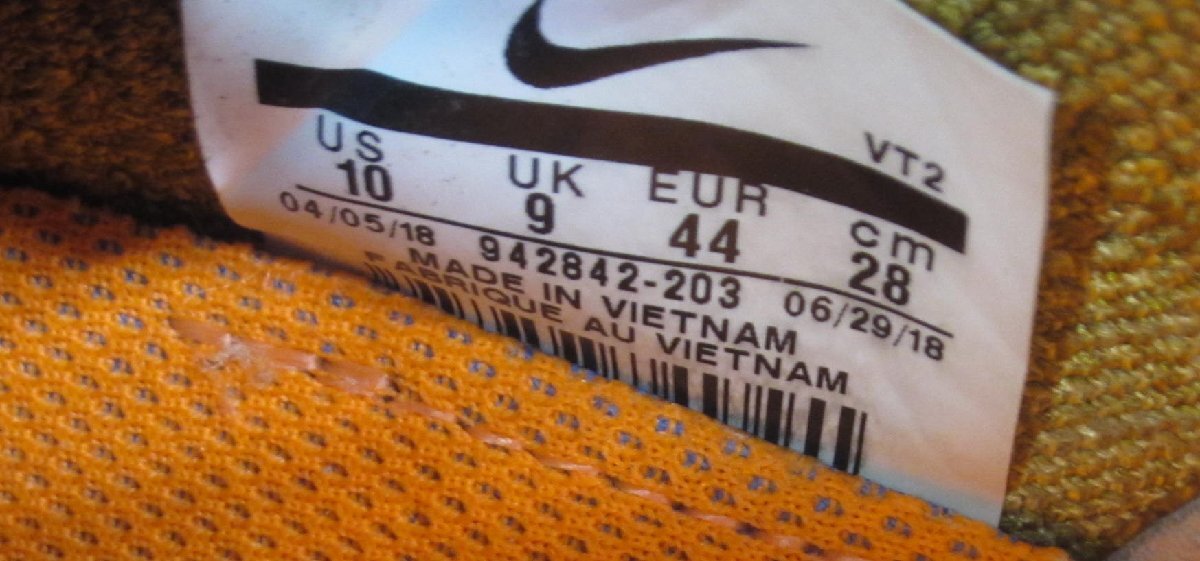 VT2
US UK EUR cm
10 9 44 28
04/05/18 942842-203 06/29/18
MADE IN VIETNAM
FABRIQUE AU VIETNAM